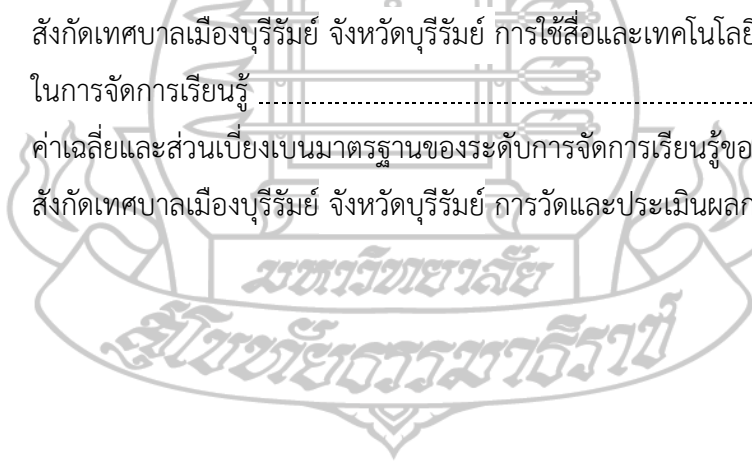 สังกัดเทศบาลเมืองบุรีรัมย์ จังหวัดบุรีรัมย์ การใช้สื่อและเทคโนโลยี
ในการจัดการเรียนรู้ ........................................................................
ค่าเฉลี่ยและส่วนเบี่ยงเบนมาตรฐานของระดับการจัดการเรียนรู้ขอ
สังกัดเทศบาลเมืองบุรีรัมย์ จังหวัดบุรีรัมย์ การวัดและประเมินผลก
มหาวิทยาลัย
สุโขทัยธรรมาธิราช